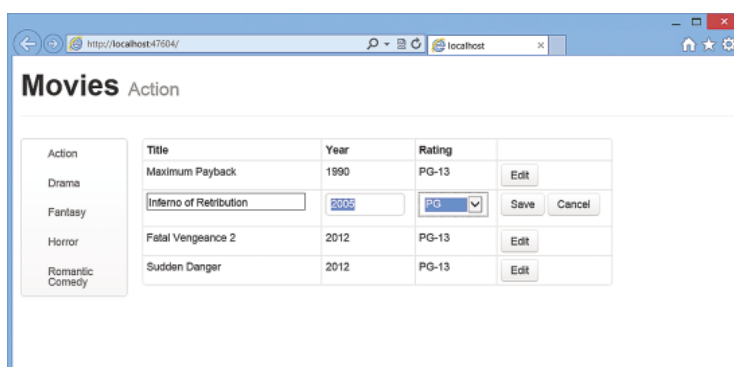 http://localhost:47604/
localhost
Movies Action
Action
Drama
Fantasy
Horror
Romantic
Comedy
Title Year Rating
Maximum Payback 1990 PG-13 Edit
Inferno of Retribution 2005 PG Save Cancel
Fatal Vengeance 2 2012 PG-13 Edit
Sudden Danger 2012 PG-13 Edit